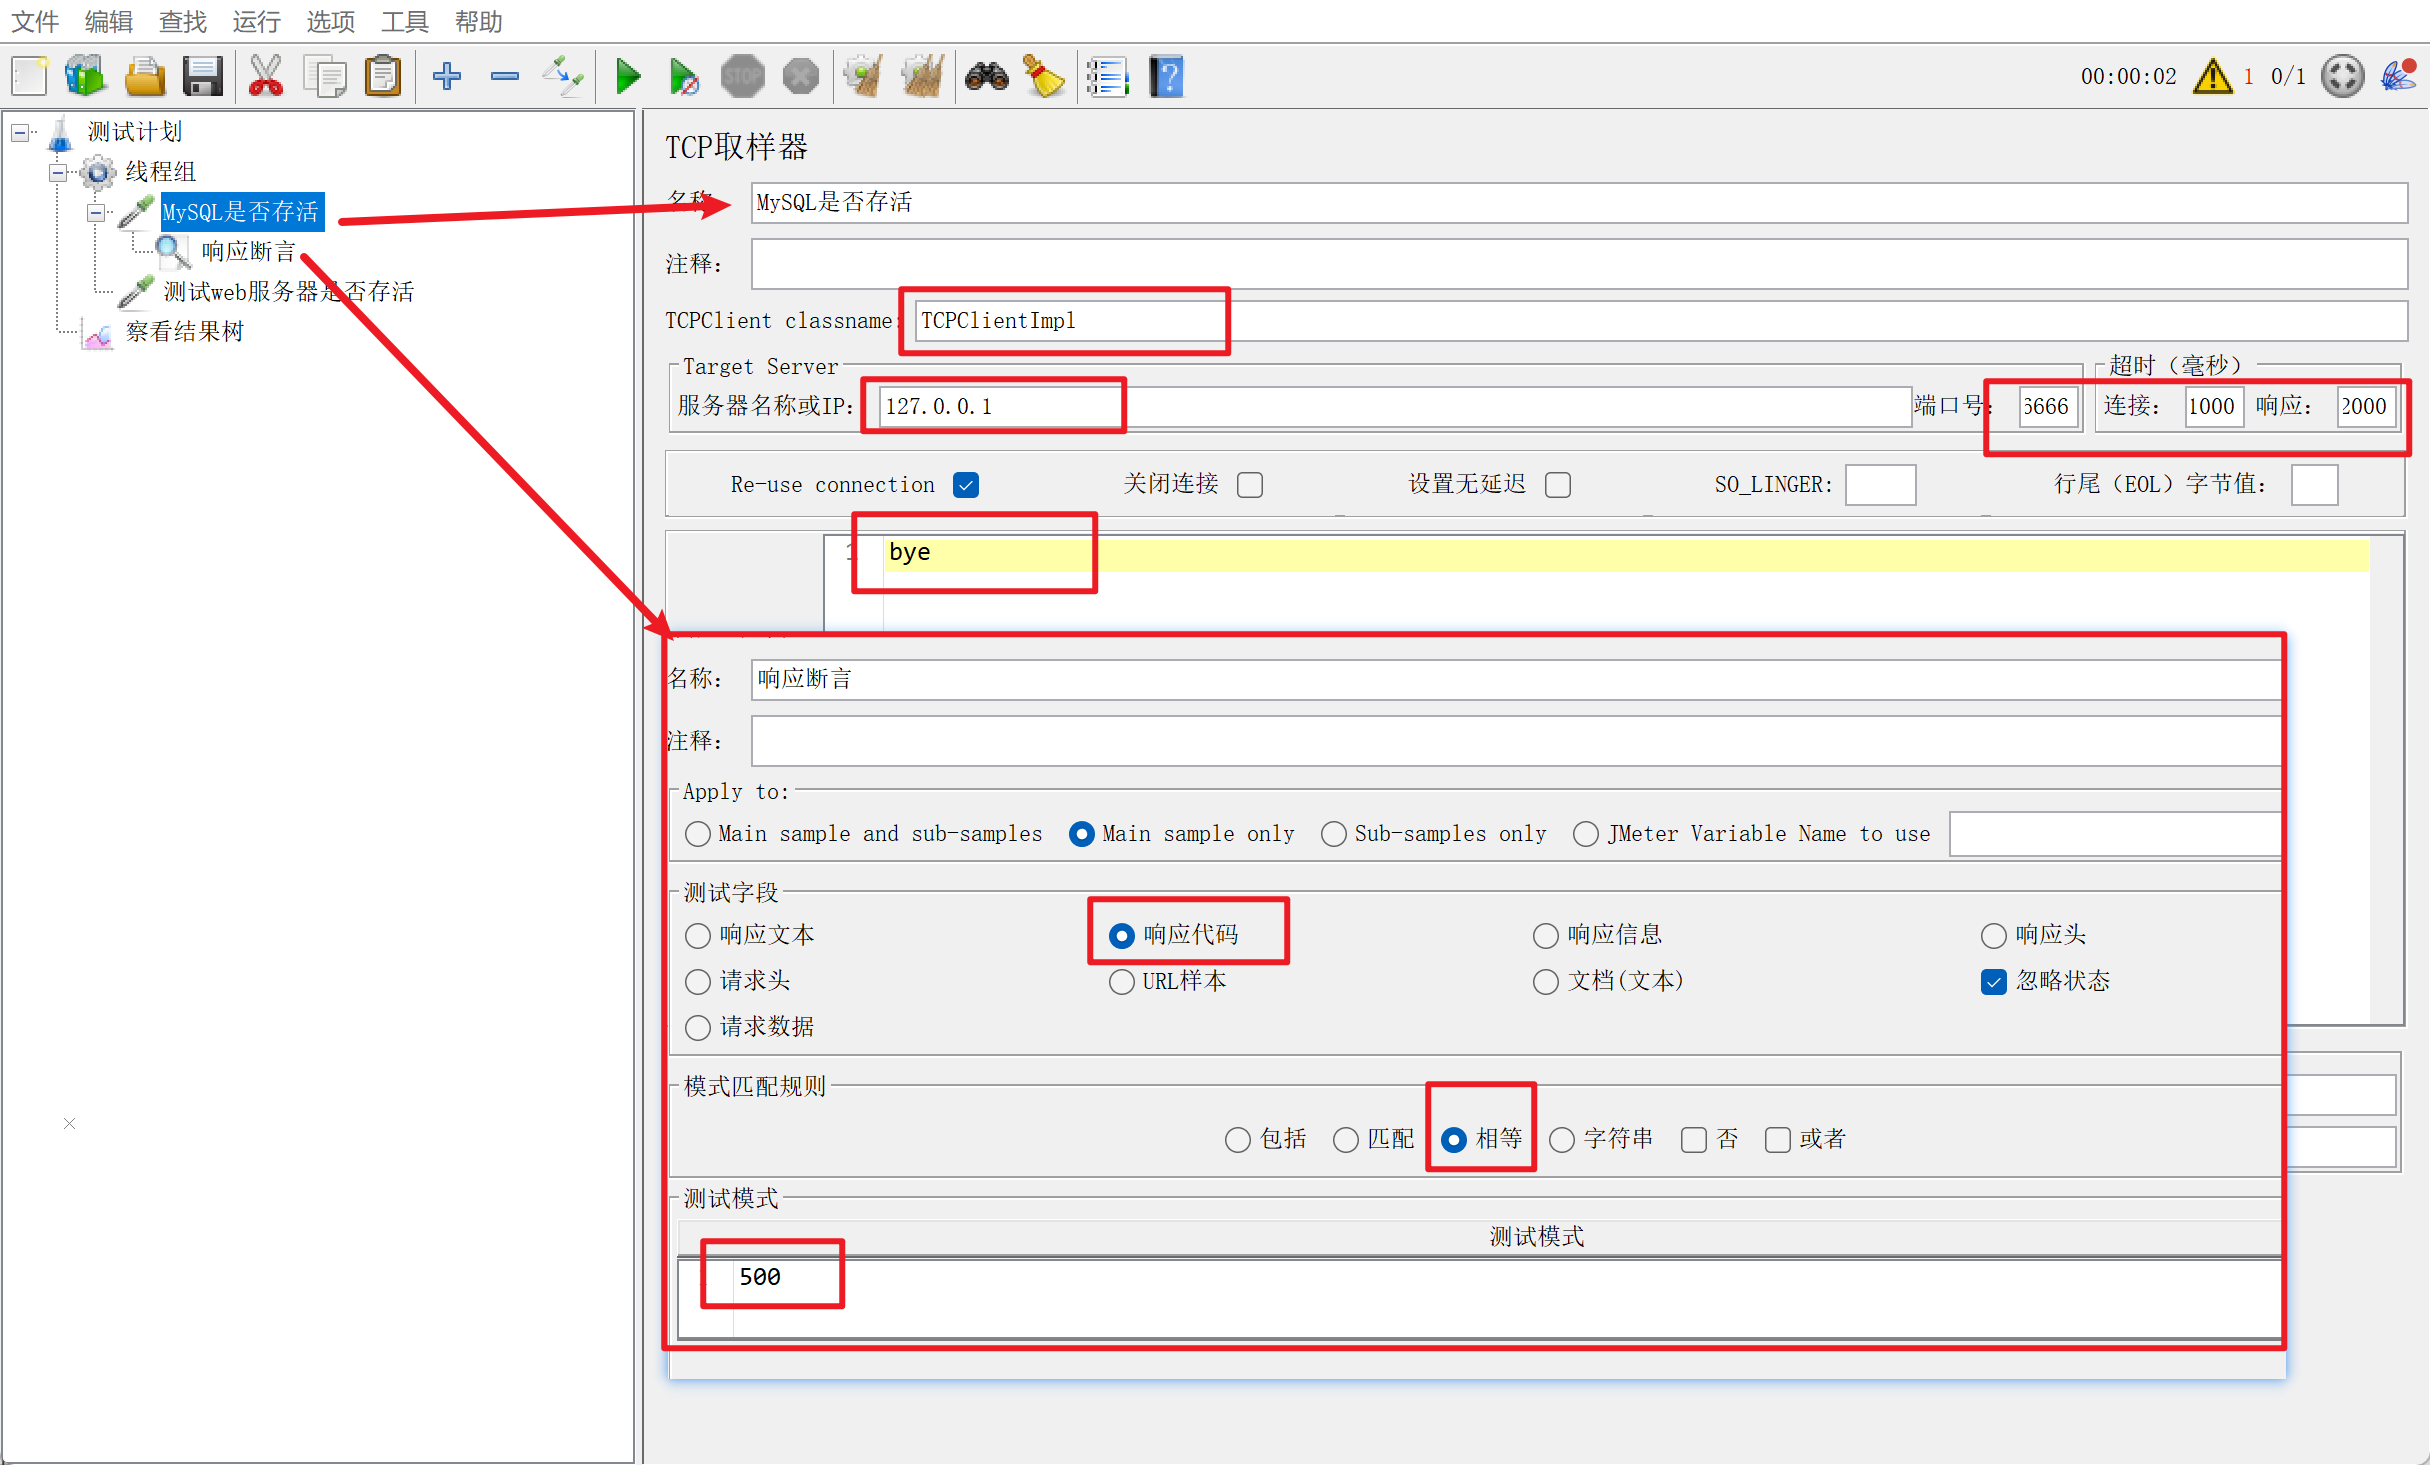 文件 编辑 查找 运行 选项 工具 帮助
STOP
00:00:02 1 0/1
测试计划
线程组
MySQL是否存活
响应断言
测试web服务器是否存活
察看结果树
TCP取样器
名称 MySQL是否存活
注释:
TCPClient classname: TCPClientImpl
Target Server
超时（毫秒）
服务器名称或IP: 127.0.0.1 端口号: 6666 连接: 1000 响应: 2000
Re-use connection 关闭连接 设置无延迟 SO_LINGER: 行尾（EOL）字节值:
1 bye
名称: 响应断言
注释:
Apply to:
Main sample and sub-samples Main sample only Sub-samples only JMeter Variable Name to use
测试字段
响应文本 响应代码 响应信息 响应头
请求头 URL样本 文档(文本) 忽略状态
请求数据
模式匹配规则
包括 匹配 相等 字符串 否 或者
测试模式
测试模式
500